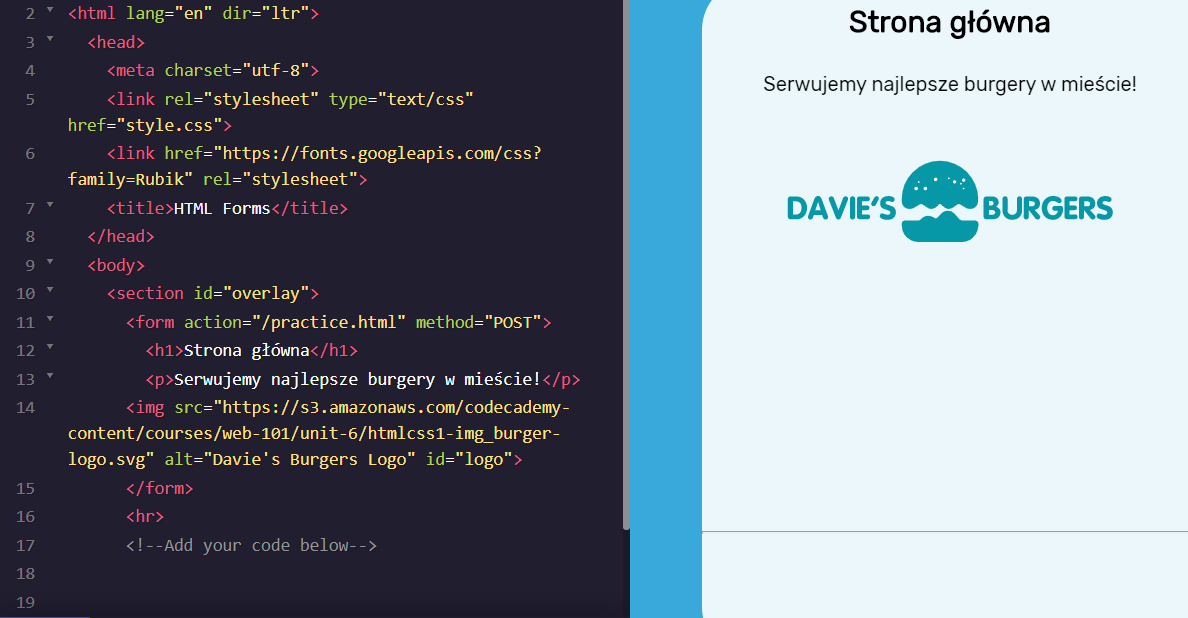 2 <html lang="en" dir="ltr">
3 <head>
4 <meta charset="utf-8">
5 <link rel="stylesheet" type="text/css"
href="style.css">
6 <link href="https://fonts.googleapis.com/css?
family=Rubik" rel="stylesheet">
7 <title>HTML Forms</title>
8 </head>
9 <body>
10 <section id="overlay">
11 <form action="/practice.html" method="POST">
12 <h1>Strona główna</h1>
13 <p>Serwujemy najlepsze burgery w mieście!</p>
14 <img src="https://s3.amazonaws.com/codecademy-
content/courses/web-101/unit-6/htmlcss1-img_burger-
logo.svg" alt="Davie's Burgers Logo" id="logo">
15 </form>
16 <hr>
17 <!--Add your code below-->
18
19
Strona główna
Serwujemy najlepsze burgery w mieście!
DAVIE'S BURGERS